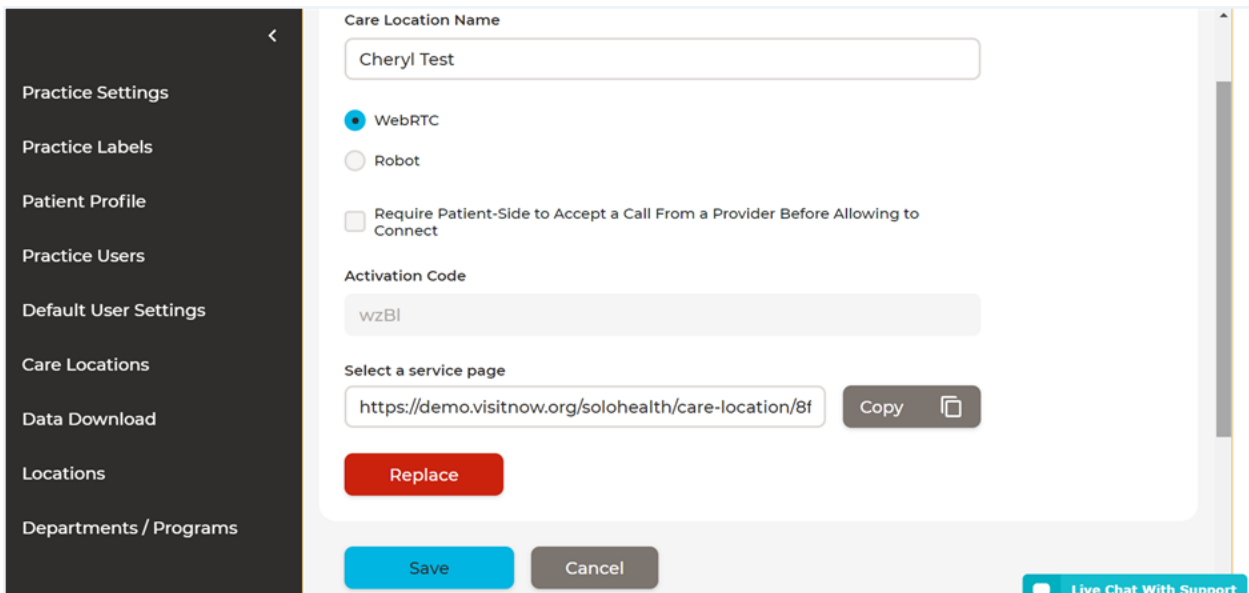 Practice Settings
Practice Labels
Patient Profile
Practice Users
Default User Settings
Care Locations
Data Download
Locations
Departments / Programs
Care Location Name
Cheryl Test
WebRTC
Robot
Require Patient-Side to Accept a Call From a Provider Before Allowing to
Connect
Activation Code
wzBl
Select a service page
https://demo.visitnow.org/solohealth/care-location/8f
Copy
Replace
Save
Cancel
Live Chat With Support